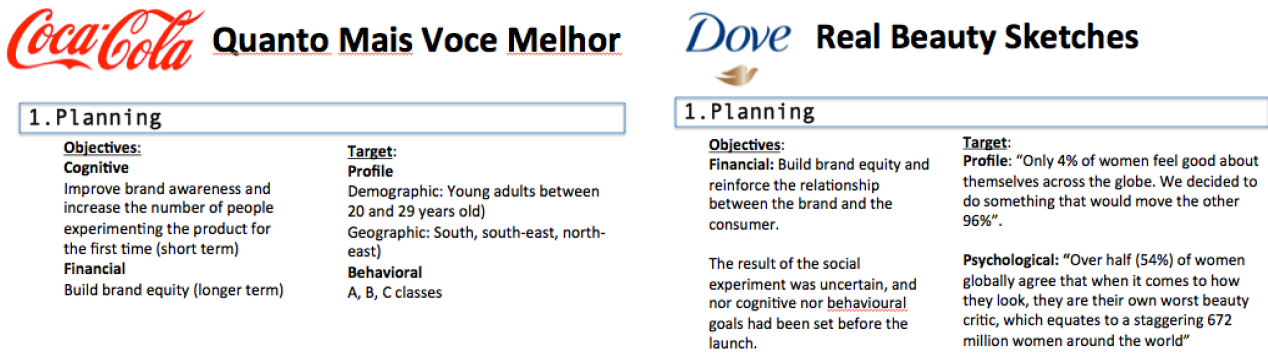 Coca-Cola
Quanto Mais Voce Melhor
1.Planning
Objectives:
Cognitive
Improve brand awareness and
increase the number of people
experimenting the product for
the first time (short term)
Financial
Build brand equity (longer term)
Target:
Profile
Demographic: Young adults between
20 and 29 years old)
Geographic: South, south-east, north-
east)
Behavioral
A, B, C classes
Dove
Real Beauty Sketches
1.Planning
Objectives:
Financial: Build brand equity and
reinforce the relationship
between the brand and the
consumer.
The result of the social
experiment was uncertain, and
nor cognitive nor behavioural
goals had been set before the
launch.
Target:
Profile: “Only 4% of women feel good about
themselves across the globe. We decided to
do something that would move the other
96%”.
Psychological: “Over half (54%) of women
globally agree that when it comes to how
they look, they are their own worst beauty
critic, which equates to a staggering 672
million women around the world”